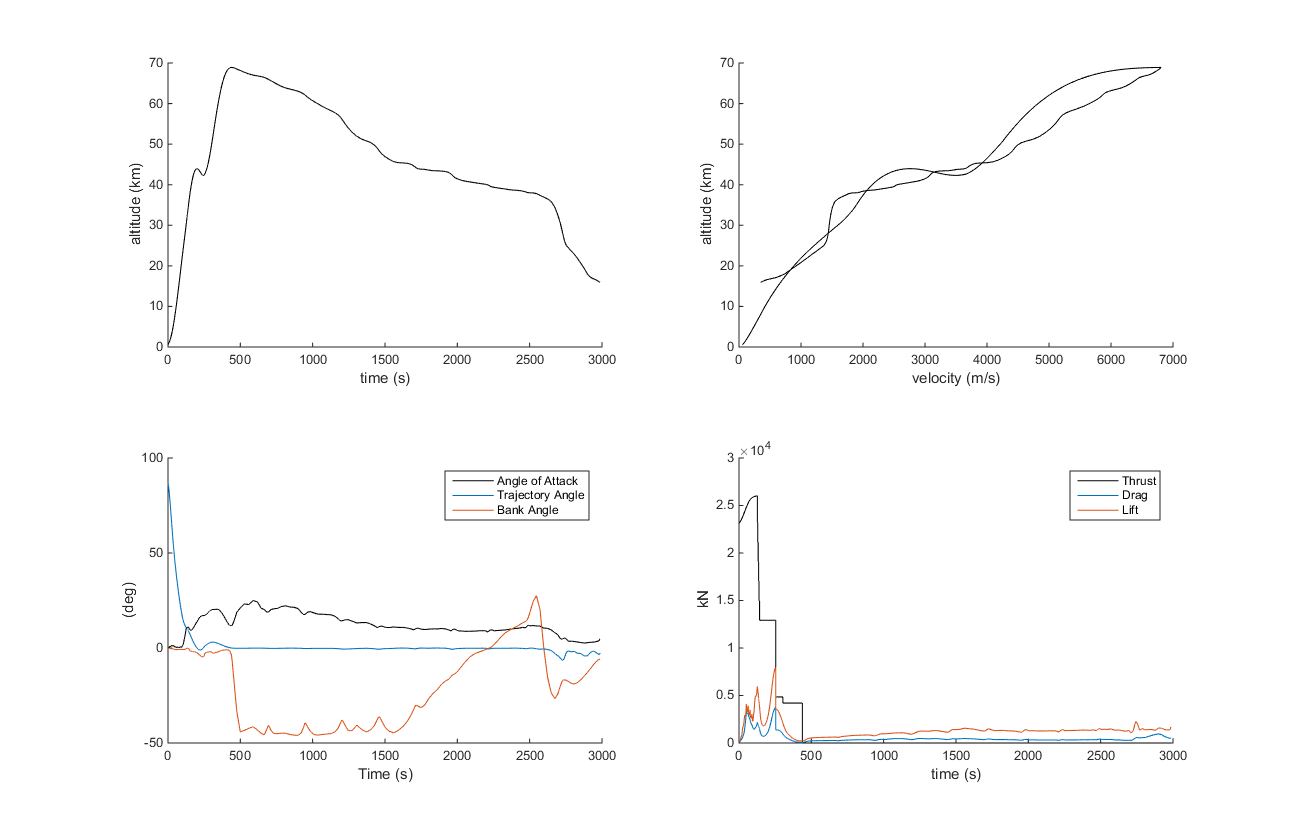 70
60
50
40
30
20
10
0
altitude (km)
0 500 1000 1500 2000 2500 3000
time (s)
70
60
50
40
30
20
10
0
altitude (km)
0 1000 2000 3000 4000 5000 6000 7000
velocity (m/s)
100
50
0
-50
(deg)
Angle of Attack
Trajectory Angle
Bank Angle
0 500 1000 1500 2000 2500 3000
Time (s)
×10^4
3
2.5
2
1.5
1
0.5
0
kN
Thrust
Drag
Lift
0 500 1000 1500 2000 2500 3000
time (s)